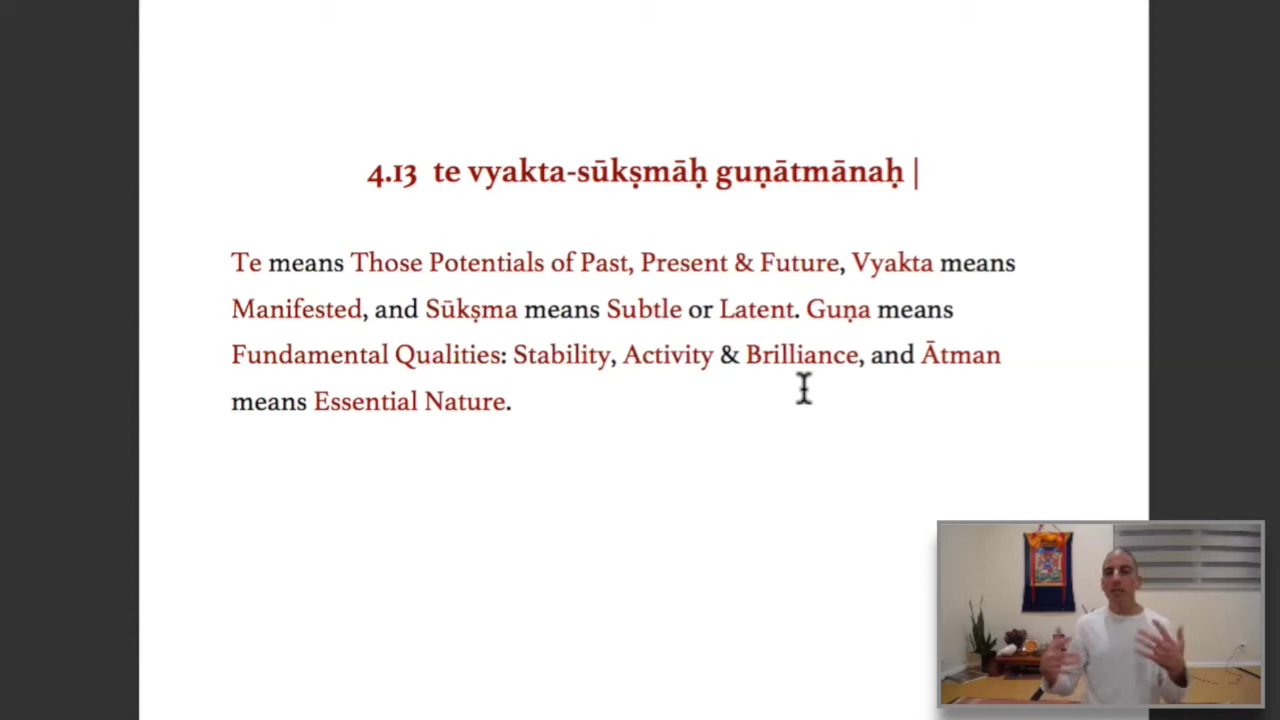 4.13 te vyakta-sūkṣmāḥ guṇātmānaḥ |
Te means Those Potentials of Past, Present & Future, Vyakta means
Manifested, and Sūkṣma means Subtle or Latent. Guṇa means
Fundamental Qualities: Stability, Activity & Brilliance, and Ātman
means Essential Nature.